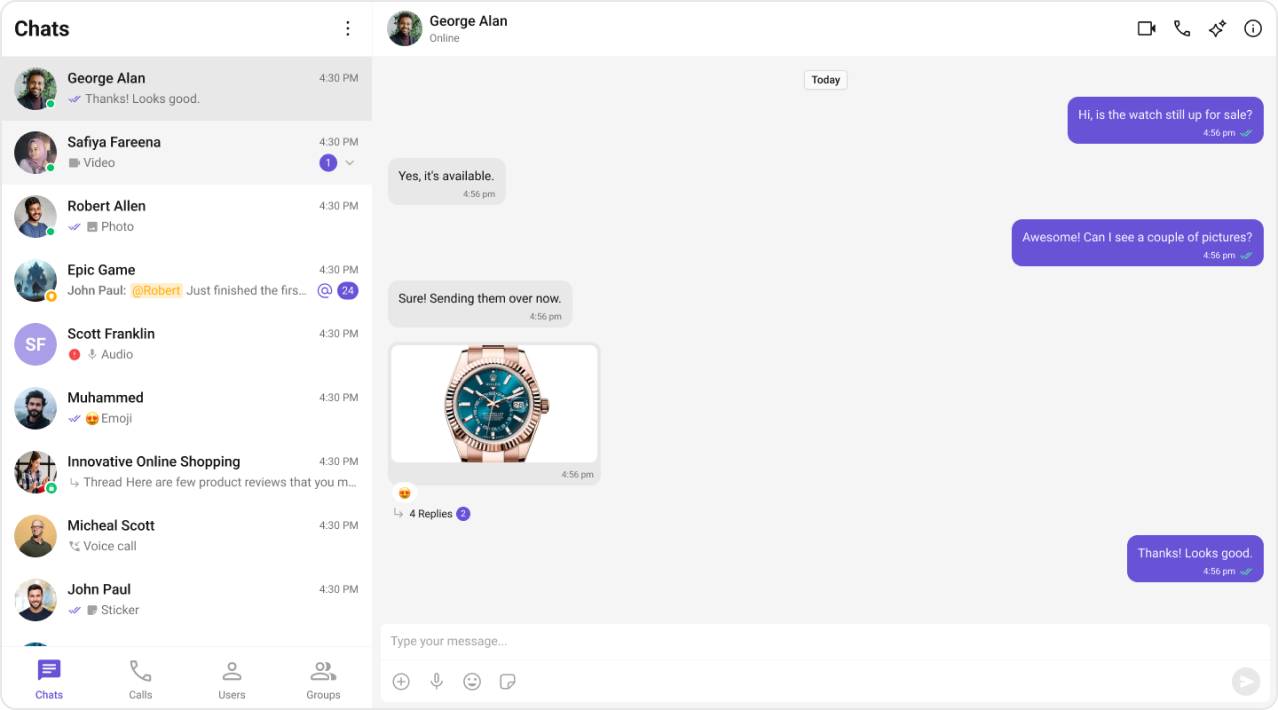 Chats
George Alan
4:30 PM
Thanks! Looks good.
Safiya Fareena
4:30 PM
Video
1
Robert Allen
4:30 PM
Photo
Epic Game
4:30 PM
John Paul: @Robert Just finished the firs...
24
SF
Scott Franklin
4:30 PM
Audio
Muhammed
4:30 PM
Emoji
Innovative Online Shopping
4:30 PM
Thread Here are few product reviews that you m...
Micheal Scott
4:30 PM
Voice call
John Paul
4:30 PM
Sticker
Chats
Calls
Users
Groups
George Alan
Online
Today
Hi, is the watch still up for sale?
4:56 pm
Yes, it's available.
4:56 pm
Awesome! Can I see a couple of pictures?
4:56 pm
Sure! Sending them over now.
4:56 pm
ROLEX
4:56 pm
4 Replies 2
Thanks! Looks good.
4:56 pm
Type your message...